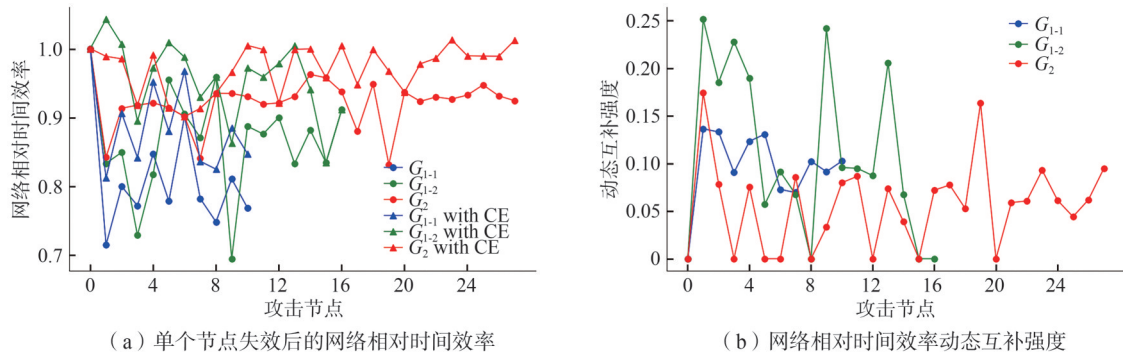 网络相对时间效率
1.0
0.9
0.8
0.7
0
4
8
12
16
20
24
攻击节点
G1-1
G1-2
G2
G1-1 with CE
G1-2 with CE
G2 with CE
（a）单个节点失效后的网络相对时间效率
动态互补强度
0.25
0.20
0.15
0.10
0.05
0
0
4
8
12
16
20
24
攻击节点
G1-1
G1-2
G2
（b）网络相对时间效率动态互补强度